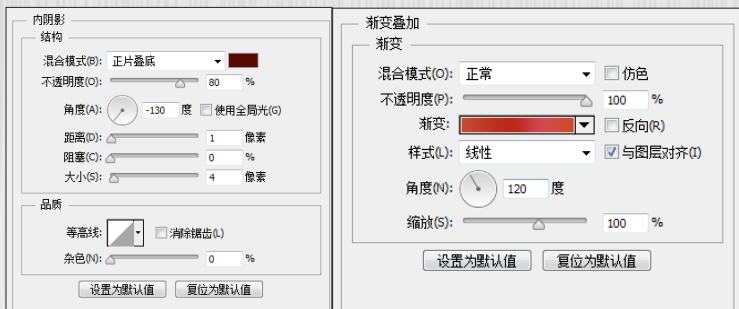 内阴影
结构
混合模式(B): 正片叠底
不透明度(O): 80 %
角度(A): -130 度 使用全局光(G)
距离(D): 1 像素
阻塞(C): 0 %
大小(S): 4 像素
品质
等高线: 消除锯齿(L)
杂色(N): 0 %
设置为默认值 复位为默认值
渐变叠加
渐变
混合模式(O): 正常 仿色
不透明度(P): 100 %
渐变: 反向(R)
样式(L): 线性 与图层对齐(I)
角度(N): 120 度
缩放(S): 100 %
设置为默认值 复位为默认值